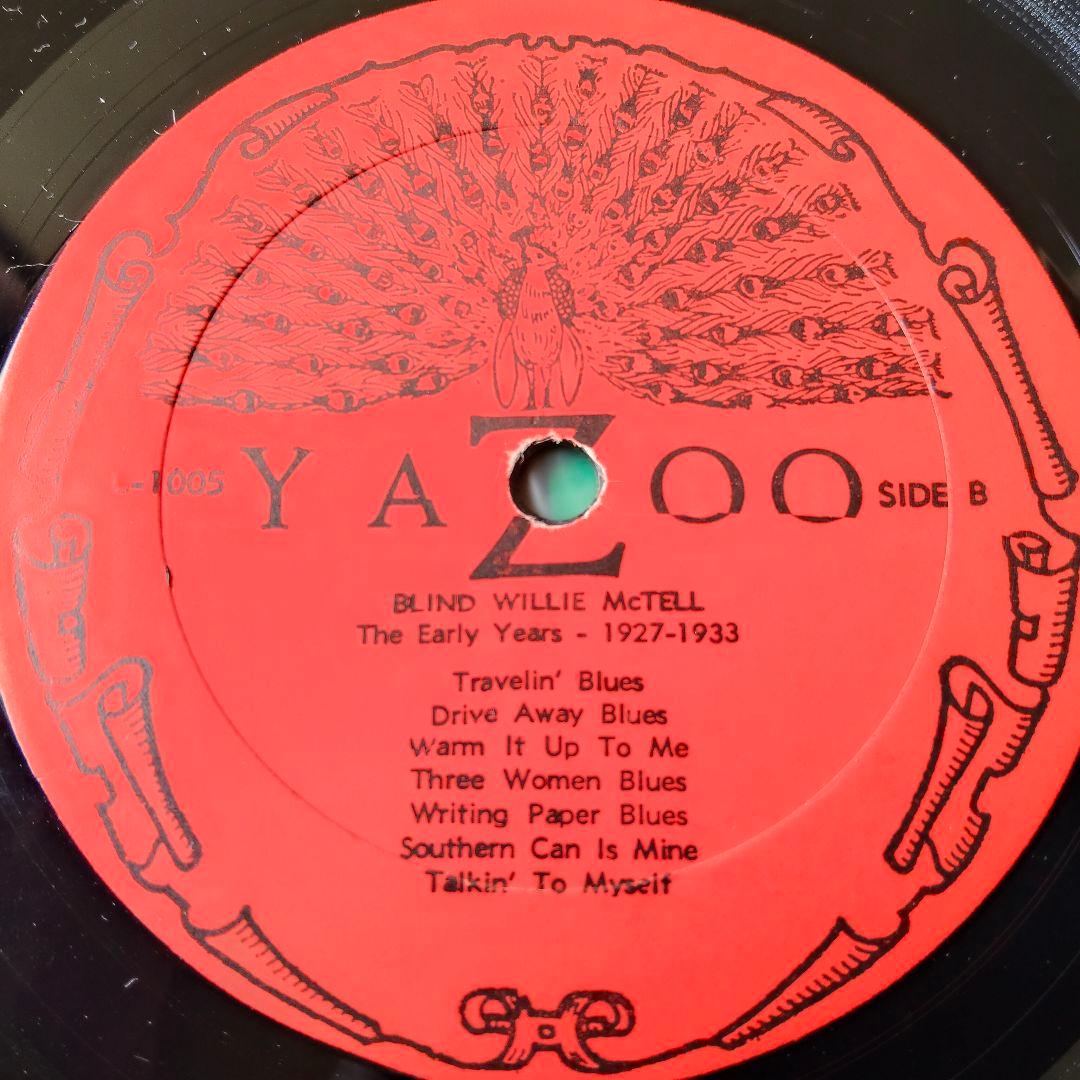 L-1005 YAZOO SIDE B
BLIND WILLIE McTELL
The Early Years - 1927-1933
Travelin' Blues
Drive Away Blues
Warm It Up To Me
Three Women Blues
Writing Paper Blues
Southern Can Is Mine
Talkin' To Myself